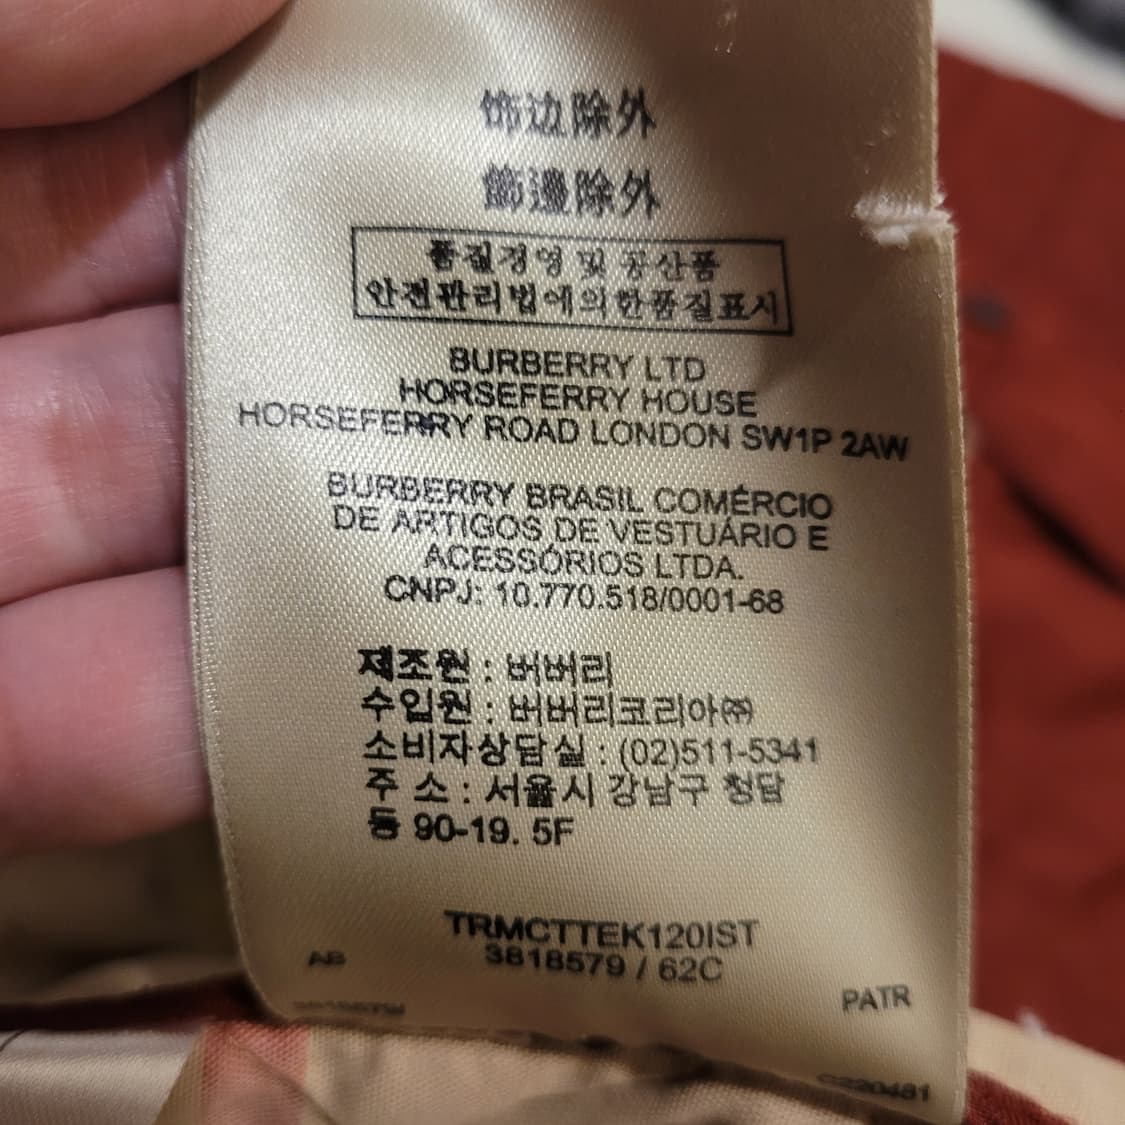 饰边除外
飾邊除外
품질경영 및 공산품
안전관리법에의한품질표시
BURBERRY LTD
HORSEFERRY HOUSE
HORSEFERRY ROAD LONDON SW1P 2AW
BURBERRY BRASIL COMÉRCIO
DE ARTIGOS DE VESTUÁRIO E
ACESSÓRIOS LTDA.
CNPJ: 10.770.518/0001-68
제조원 : 버버리
수입원 : 버버리코리아㈜
소비자상담실 : (02)511-5341
주 소 : 서울시 강남구 청담
동 90-19. 5F
TRMCTTEK120IST
AB
3818579 / 62C
PATR